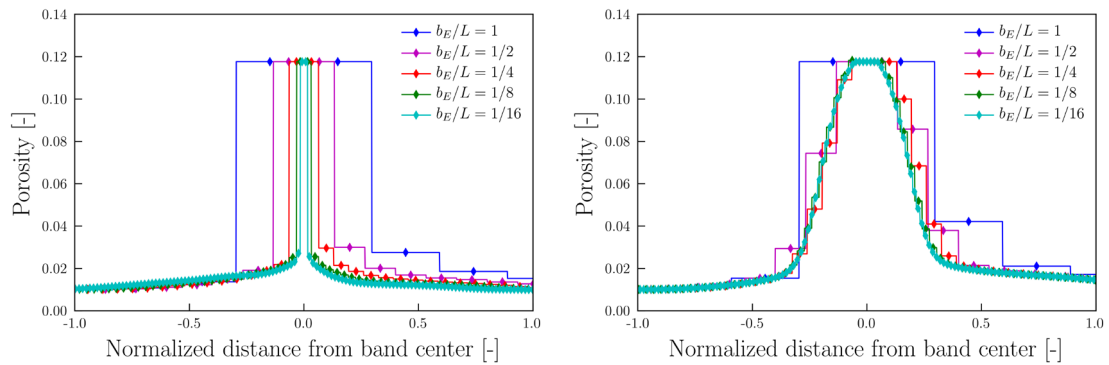 0.14
0.12
0.10
0.08
0.06
0.04
0.02
0.00
Porosity [-]
-1.0 -0.5 0.0 0.5 1.0
Normalized distance from band center [-]
b_E/L = 1
b_E/L = 1/2
b_E/L = 1/4
b_E/L = 1/8
b_E/L = 1/16
0.14
0.12
0.10
0.08
0.06
0.04
0.02
0.00
Porosity [-]
-1.0 -0.5 0.0 0.5 1.0
Normalized distance from band center [-]
b_E/L = 1
b_E/L = 1/2
b_E/L = 1/4
b_E/L = 1/8
b_E/L = 1/16